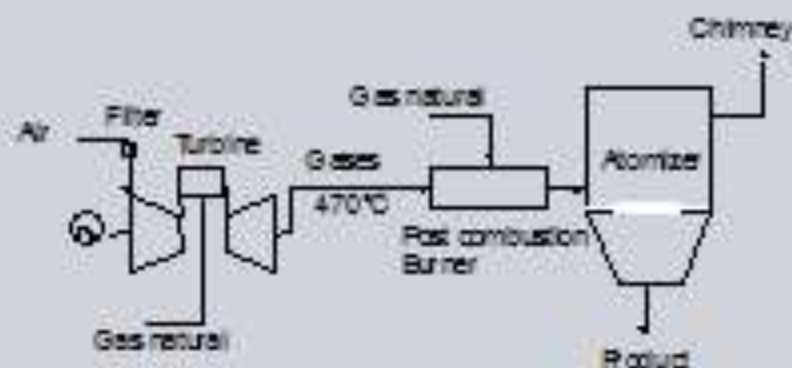 Chimney
Gas natural
Air
Filter
Turbine
Gases
470°C
Atomizer
Post combustion
Burner
Gas natural
Product